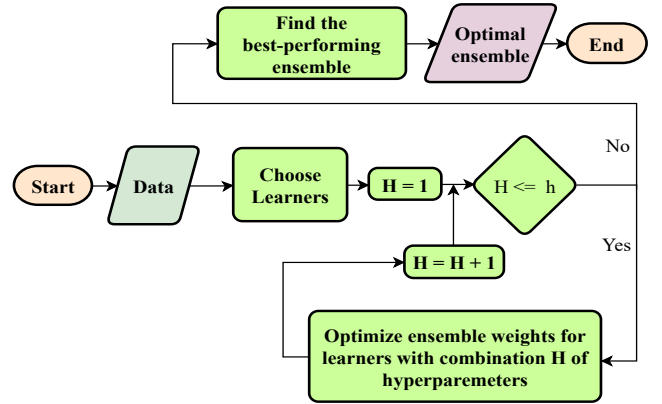 Find the
best-performing
ensemble
Optimal
ensemble
End
No
Start
Data
Choose
Learners
H = 1
H <= h
Yes
H = H + 1
Optimize ensemble weights for
learners with combination H of
hyperparemeters